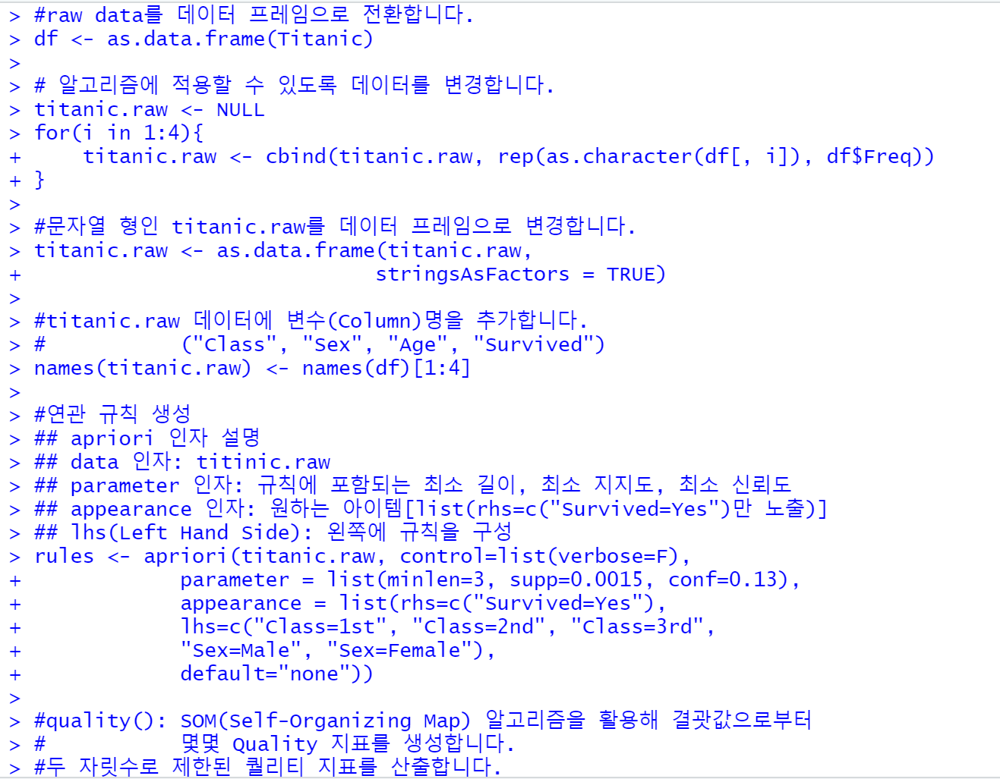 > #raw data를 데이터 프레임으로 전환합니다.
> df <- as.data.frame(Titanic)
>
> # 알고리즘에 적용할 수 있도록 데이터를 변경합니다.
> titanic.raw <- NULL
> for(i in 1:4){
+     titanic.raw <- cbind(titanic.raw, rep(as.character(df[, i]), df$Freq))
+ }
>
> #문자열 형인 titanic.raw를 데이터 프레임으로 변경합니다.
> titanic.raw <- as.data.frame(titanic.raw,
+                             stringsAsFactors = TRUE)
>
> #titanic.raw 데이터에 변수(Column)명을 추가합니다.
> #           ("Class", "Sex", "Age", "Survived")
> names(titanic.raw) <- names(df)[1:4]
>
> #연관 규칙 생성
> ## apriori 인자 설명
> ## data 인자: titinic.raw
> ## parameter 인자: 규칙에 포함되는 최소 길이, 최소 지지도, 최소 신뢰도
> ## appearance 인자: 원하는 아이템[list(rhs=c("Survived=Yes")만 노출)]
> ## lhs(Left Hand Side): 왼쪽에 규칙을 구성
> rules <- apriori(titanic.raw, control=list(verbose=F),
+             parameter = list(minlen=3, supp=0.0015, conf=0.13),
+             appearance = list(rhs=c("Survived=Yes"),
+             lhs=c("Class=1st", "Class=2nd", "Class=3rd",
+             "Sex=Male", "Sex=Female"),
+             default="none"))
>
> #quality(): SOM(Self-Organizing Map) 알고리즘을 활용해 결괏값으로부터
> #           몇몇 Quality 지표를 생성합니다.
> #두 자릿수로 제한된 퀄리티 지표를 산출합니다.